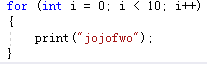 for (int i = 0; i < 10; i++)
{
    print("jojofwo");
}